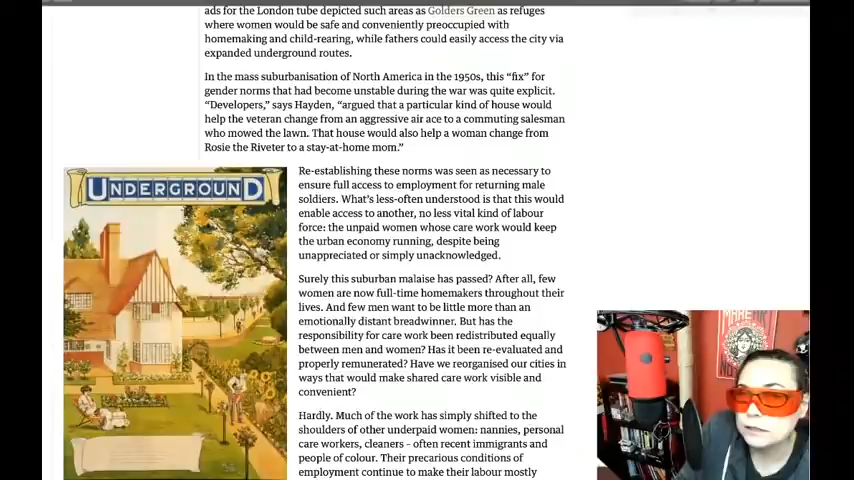 ads for the London tube depicted such areas as Golders Green as refuges
where women would be safe and conveniently preoccupied with
homemaking and child-rearing, while fathers could easily access the city via
expanded underground routes.
In the mass suburbanisation of North America in the 1950s, this “fix” for
gender norms that had become unstable during the war was quite explicit.
“Developers,” says Hayden, “argued that a particular kind of house would
help the veteran change from an aggressive air ace to a commuting salesman
who mowed the lawn. That house would also help a woman change from
Rosie the Riveter to a stay-at-home mom.”
UNDERGROUND
Re-establishing these norms was seen as necessary to
ensure full access to employment for returning male
soldiers. What’s less-often understood is that this would
enable access to another, no less vital kind of labour
force: the unpaid women whose care work would keep
the urban economy running, despite being
unappreciated or simply unacknowledged.
Surely this suburban malaise has passed? After all, few
women are now full-time homemakers throughout their
lives. And few men want to be little more than an
emotionally distant breadwinner. But has the
responsibility for care work been redistributed equally
between men and women? Has it been re-evaluated and
properly remunerated? Have we reorganised our cities in
ways that would make shared care work visible and
convenient?
Hardly. Much of the work has simply shifted to the
shoulders of other underpaid women: nannies, personal
care workers, cleaners – often recent immigrants and
people of colour. Their precarious conditions of
employment continue to make their labour mostly